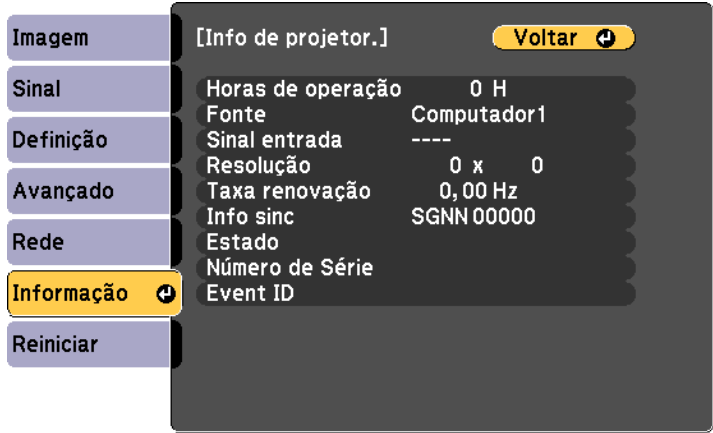 Imagem
Sinal
Definição
Avançado
Rede
Informação
Reiniciar
[Info de projetor.]
Voltar
Horas de operação 0 H
Fonte Computador1
Sinal entrada ----
Resolução 0 x 0
Taxa renovação 0,00 Hz
Info sinc SGNN 00000
Estado
Número de Série
Event ID